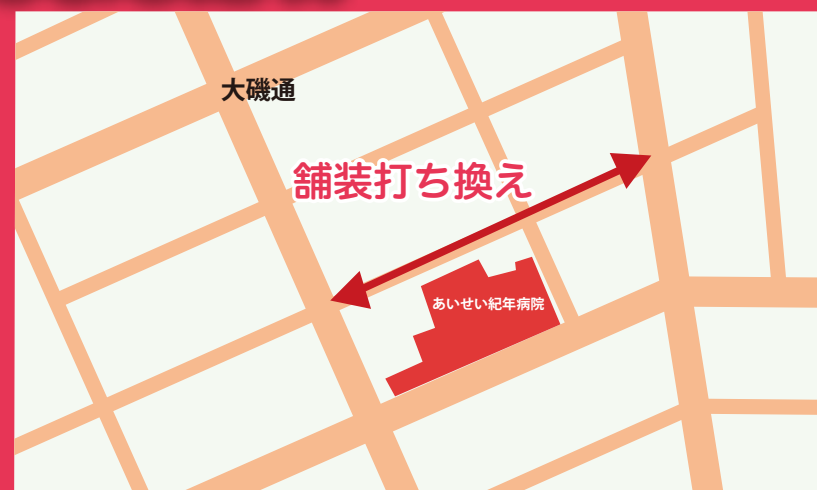 大磯通
舗装打ち換え
あいせい紀年病院